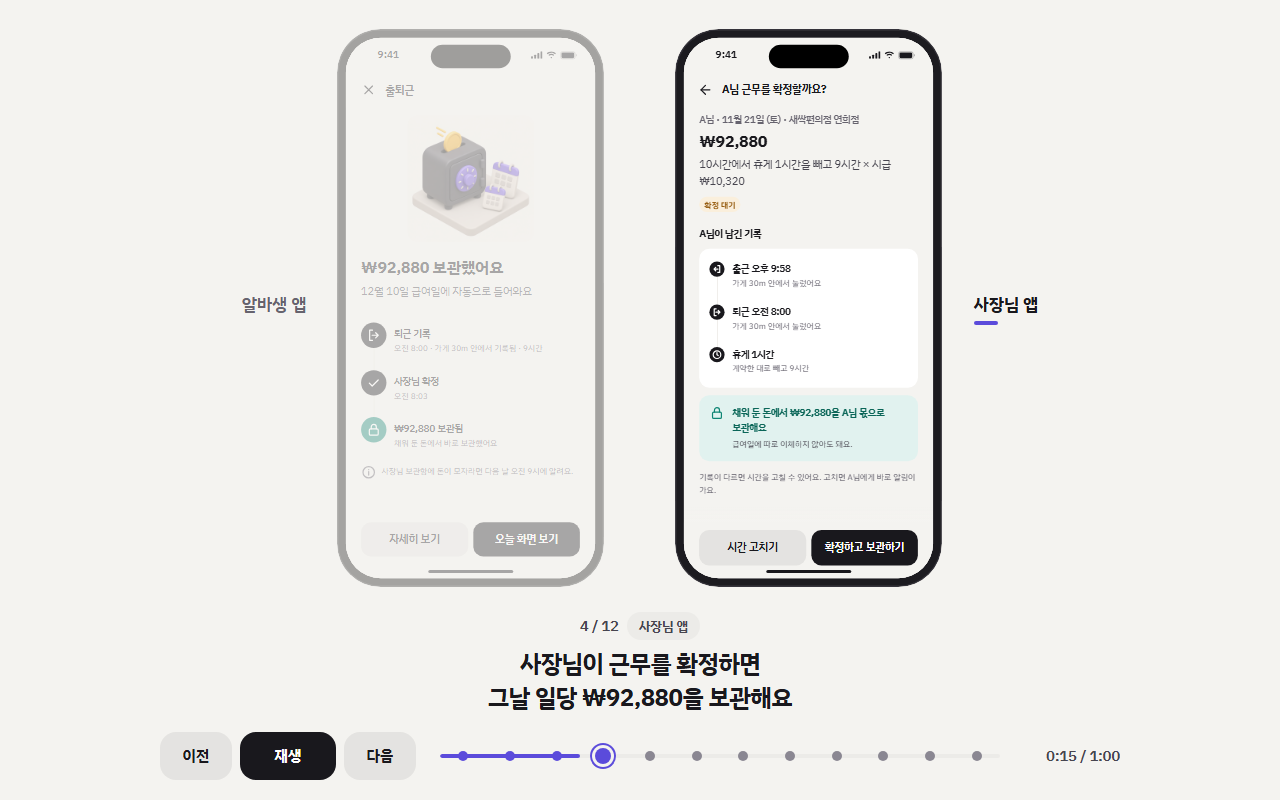 9:41
출퇴근
₩92,880 보관했어요
12월 10일 급여일에 자동으로 들어와요
퇴근 기록
오전 8:00 · 가게 30m 안에서 기록됨 · 9시간
사장님 확정
오전 8:03
₩92,880 보관됨
채워 둔 돈에서 바로 보관했어요
사장님 보관함에 돈이 모자라면 다음 날 오전 9시에 알려요.
자세히 보기
오늘 화면 보기
알바생 앱
9:41
A님 근무를 확정할까요?
A님 · 11월 21일 (토) · 새싹편의점 연희점
₩92,880
10시간에서 휴게 1시간을 빼고 9시간 × 시급
₩10,320
확정 대기
A님이 남긴 기록
출근 오후 9:58
가게 30m 안에서 눌렀어요
퇴근 오전 8:00
가게 30m 안에서 눌렀어요
휴게 1시간
계약한 대로 빼고 9시간
채워 둔 돈에서 ₩92,880을 A님 몫으로
보관해요
급여일에 따로 이체하지 않아도 돼요.
기록이 다르면 시간을 고칠 수 있어요. 고치면 A님에게 바로 알림이
가요.
시간 고치기
확정하고 보관하기
사장님 앱
4 / 12 사장님 앱
사장님이 근무를 확정하면
그날 일당 ₩92,880을 보관해요
이전
재생
다음
0:15 / 1:00